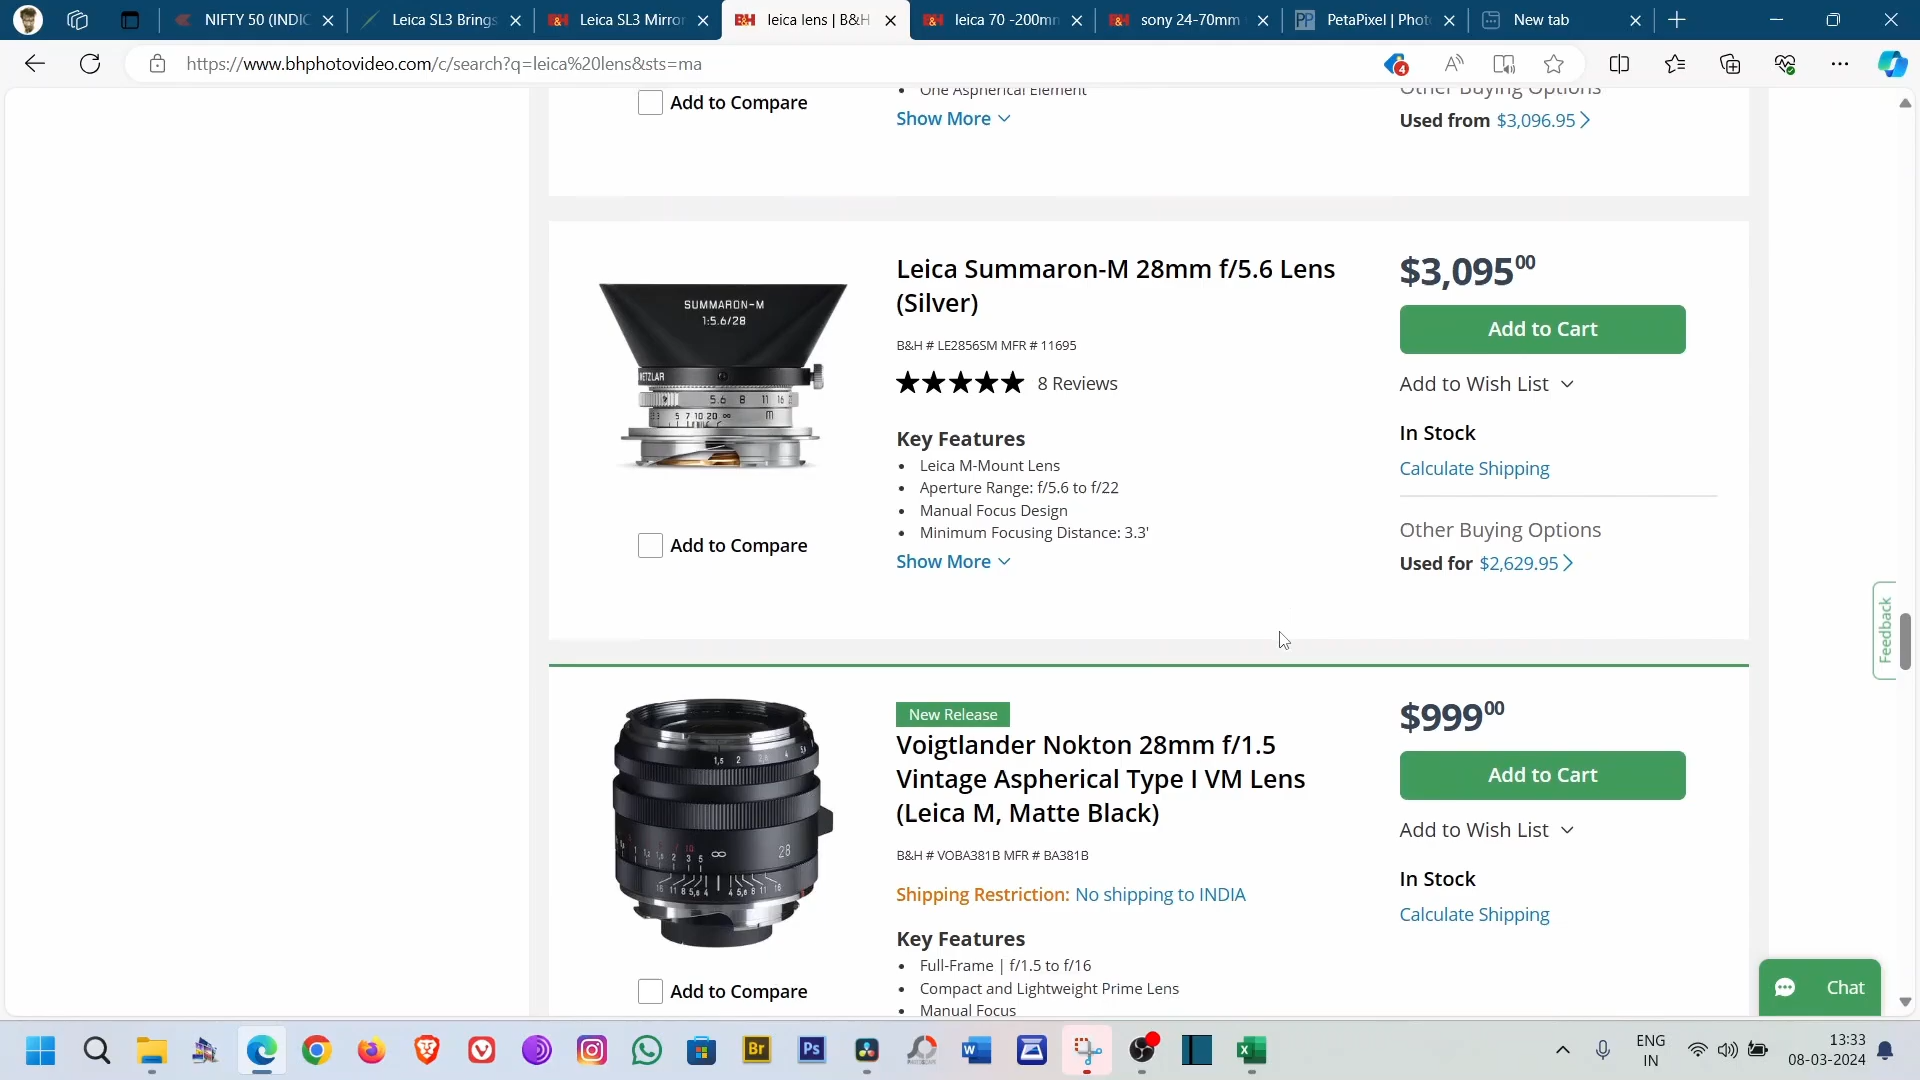 NIFTY 50 (INDIC
Leica SL3 Brings
Leica SL3 Mirror
leica lens | B&H
leica 70 -200mm
sony 24-70mm
PetaPixel | Phot
New tab
https://www.bhphotovideo.com/c/search?q=leica%20lens&sts=ma
4
Add to Compare
One Aspherical Element
Show More
Other Buying Options
Used from $3,096.95
SUMMARON-M
1:5.6/28
Leica Summaron-M 28mm f/5.6 Lens
(Silver)
B&H # LE2856SM MFR # 11695
8 Reviews
Key Features
Leica M-Mount Lens
Aperture Range: f/5.6 to f/22
Manual Focus Design
Minimum Focusing Distance: 3.3'
Show More
Add to Compare
$3,095.00
Add to Cart
Add to Wish List
In Stock
Calculate Shipping
Other Buying Options
Used for $2,629.95
Feedback
New Release
Voigtlander Nokton 28mm f/1.5
Vintage Aspherical Type I VM Lens
(Leica M, Matte Black)
B&H # VOBA381B MFR # BA381B
Shipping Restriction: No shipping to INDIA
Key Features
Full-Frame | f/1.5 to f/16
Compact and Lightweight Prime Lens
Manual Focus
Add to Compare
$999.00
Add to Cart
Add to Wish List
In Stock
Calculate Shipping
Chat
ENG
IN
13:33
08-03-2024